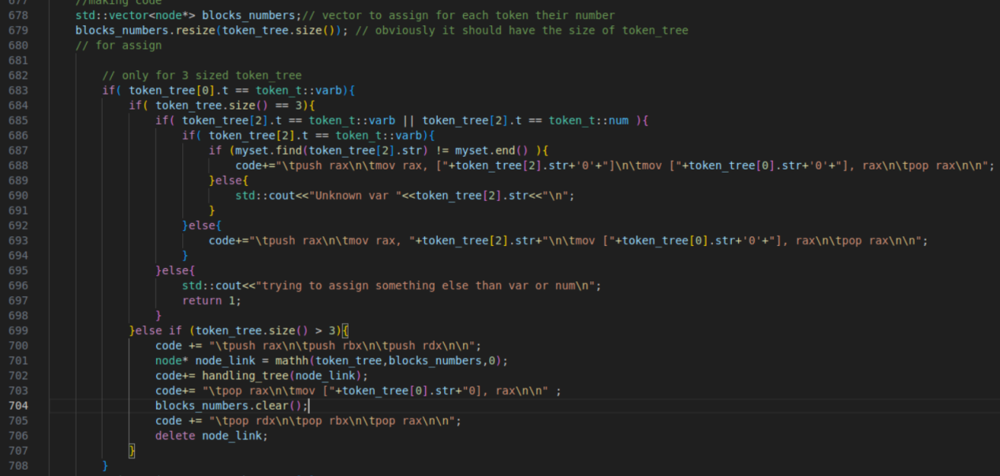 677 //making code
678 std::vector<node*> blocks_numbers;// vector to assign for each token their number
679 blocks_numbers.resize(token_tree.size()); // obviously it should have the size of token_tree
680 // for assign
681
682 // only for 3 sized token_tree
683 if( token_tree[0].t == token_t::varb){
684 if( token_tree.size() == 3){
685 if( token_tree[2].t == token_t::varb || token_tree[2].t == token_t::num ){
686 if( token_tree[2].t == token_t::varb){
687 if (myset.find(token_tree[2].str) != myset.end() ){
688 code+="\tpush rax\n\tmov rax, ["+token_tree[2].str+'0'+"]\n\tmov ["+token_tree[0].str+'0'+"], rax\n\tpop rax\n\n";
689 }else{
690 std::cout<<"Unknown var "<<token_tree[2].str<<"\n";
691 }
692 }else{
693 code+="\tpush rax\n\tmov rax, "+token_tree[2].str+"\n\tmov ["+token_tree[0].str+'0'+"], rax\n\tpop rax\n\n";
694 }
695 }else{
696 std::cout<<"trying to assign something else than var or num\n";
697 return 1;
698 }
699 }else if (token_tree.size() > 3){
700 code += "\tpush rax\n\tpush rbx\n\tpush rdx\n\n";
701 node* node_link = mathh(token_tree,blocks_numbers,0);
702 code+= handling_tree(node_link);
703 code+= "\tpop rax\n\tmov ["+token_tree[0].str+"0], rax\n\n" ;
704 blocks_numbers.clear();
705 code += "\tpop rdx\n\tpop rbx\n\tpop rax\n\n";
706 delete node_link;
707 }
708 }